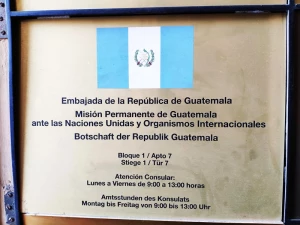 Embajada de la República de Guatemala
Misión Permanente de Guatemala
ante las Naciones Unidas y Organismos Internacionales
Botschaft der Republik Guatemala
Bloque 1 / Apto 7
Stiege 1 / Tür 7
Atención Consular:
Lunes a Viernes de 9:00 a 13:00 horas
Amtsstunden des Konsulats
Montag bis Freitag von 9:00 bis 13:00 Uhr